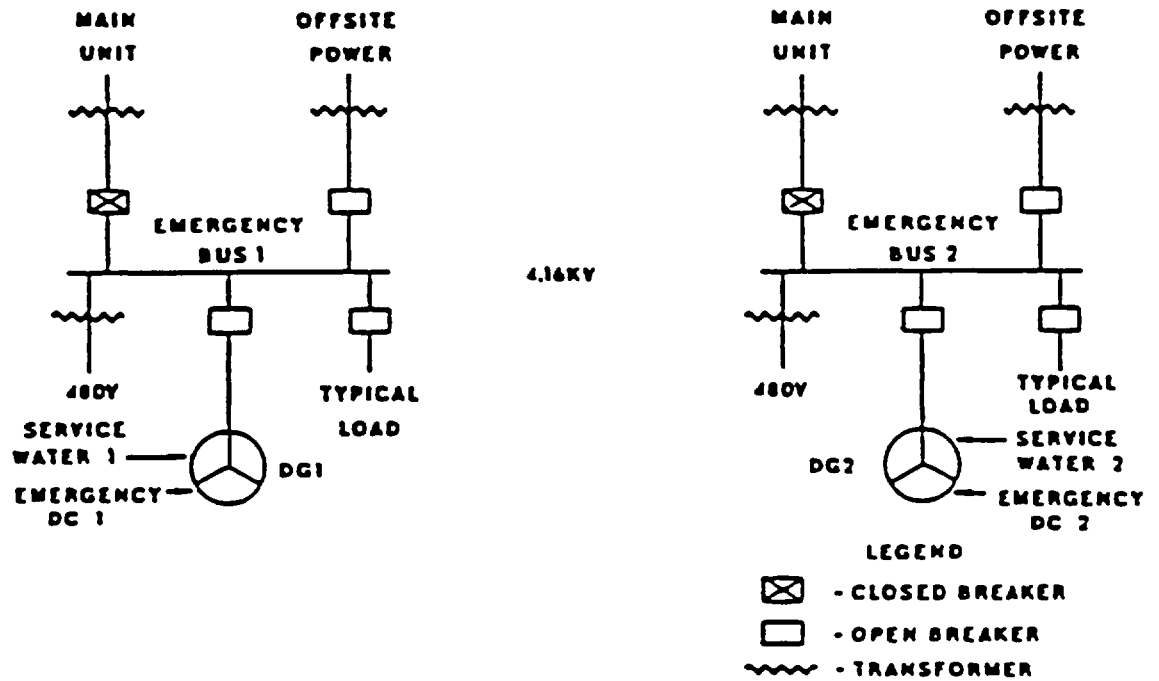 MAIN UNIT
OFFSITE POWER
MAIN UNIT
OFFSITE POWER
EMERGENCY BUS 1
4.16KV
EMERGENCY BUS 2
480V
TYPICAL LOAD
SERVICE WATER 1
EMERGENCY DC 1
DG1
480V
TYPICAL LOAD
DG2
SERVICE WATER 2
EMERGENCY DC 2
LEGEND
- CLOSED BREAKER
- OPEN BREAKER
- TRANSFORMER